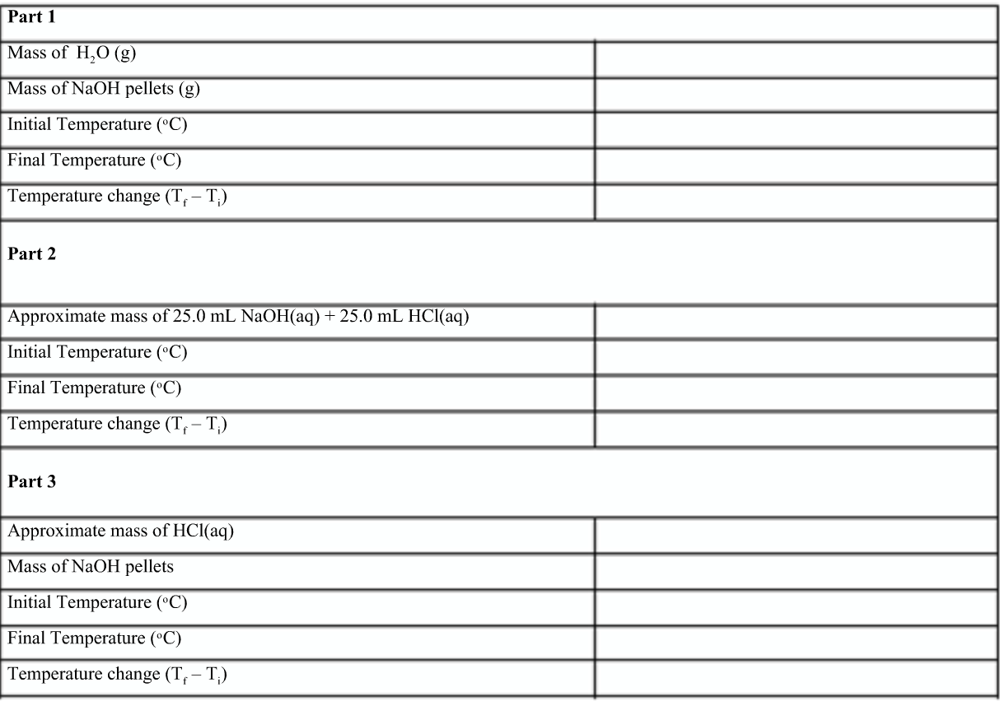 Part 1
Mass of H₂O (g)
Mass of NaOH pellets (g)
Initial Temperature (°C)
Final Temperature (°C)
Temperature change (T_f – T_i)
Part 2
Approximate mass of 25.0 mL NaOH(aq) + 25.0 mL HCl(aq)
Initial Temperature (°C)
Final Temperature (°C)
Temperature change (T_f – T_i)
Part 3
Approximate mass of HCl(aq)
Mass of NaOH pellets
Initial Temperature (°C)
Final Temperature (°C)
Temperature change (T_f – T_i)